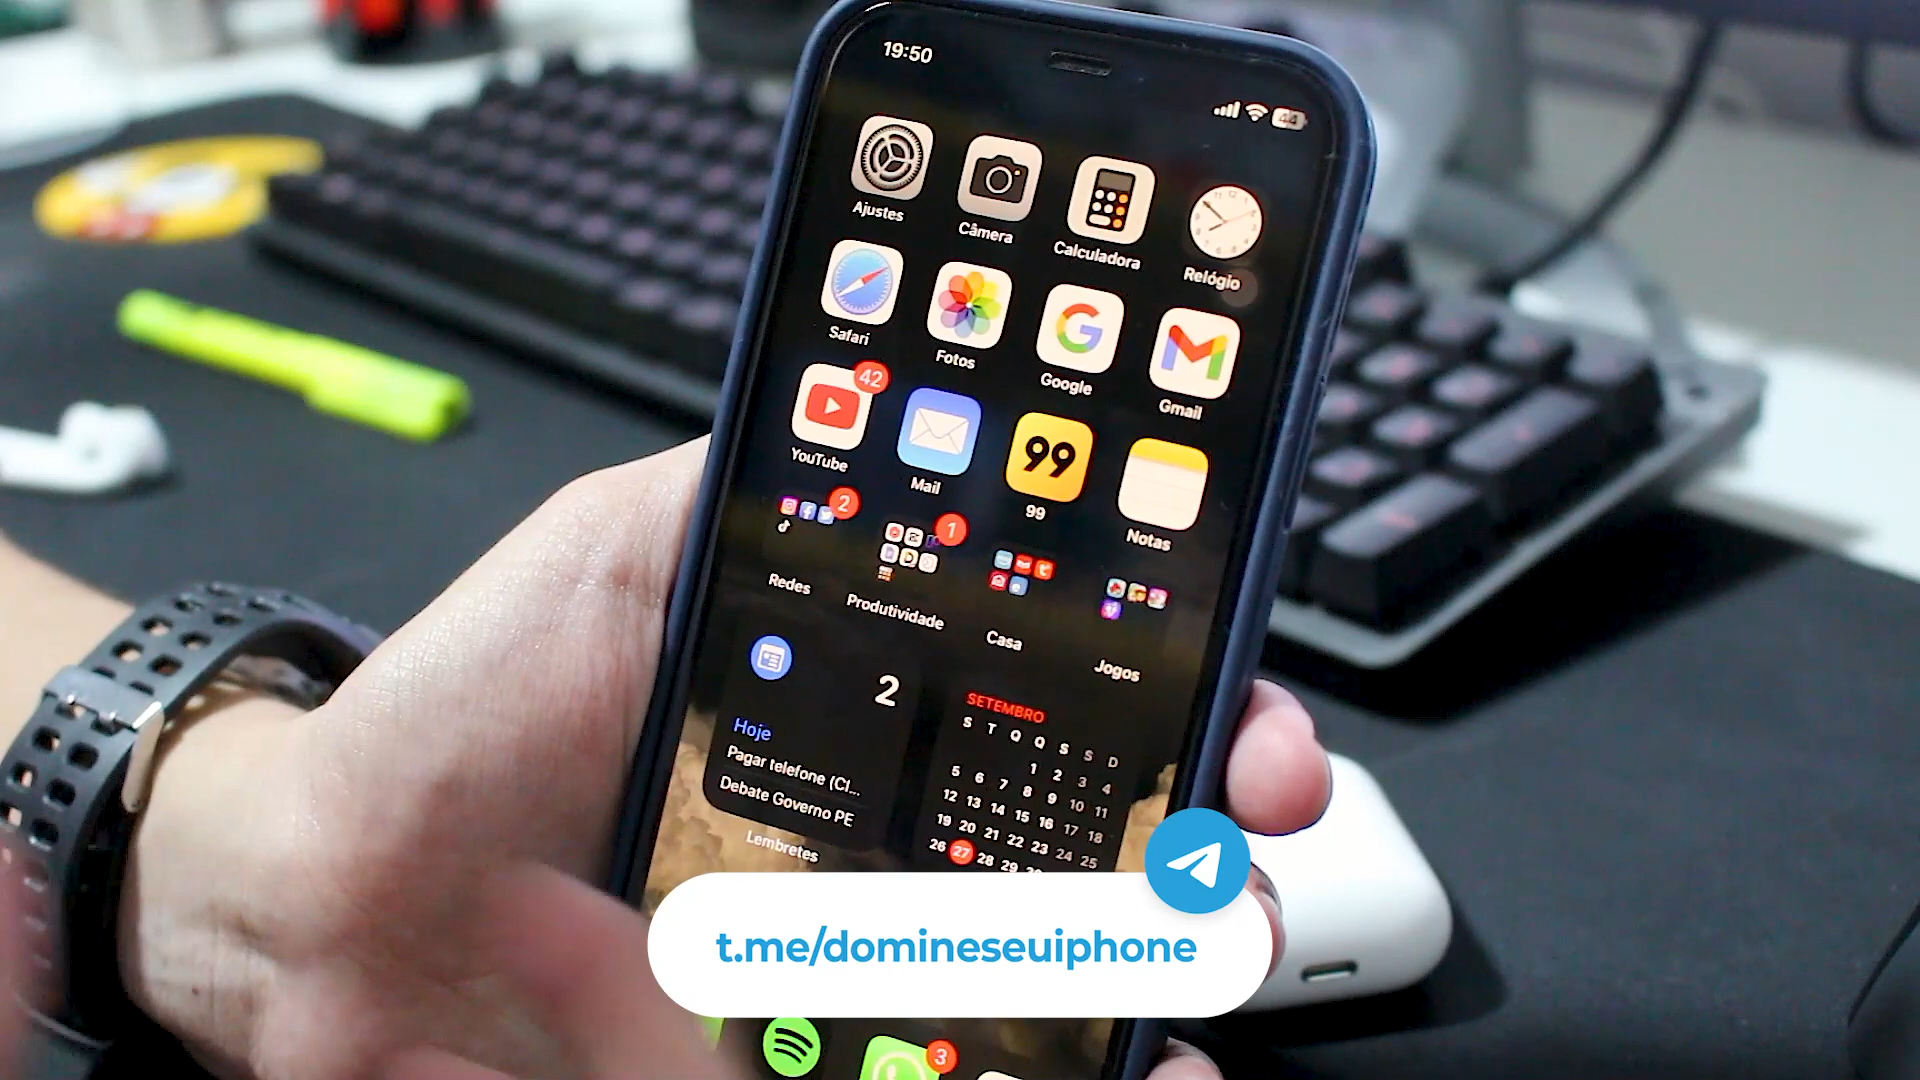 19:50
44
Ajustes
Câmera
Calculadora
Relógio
Safari
Fotos
Google
Gmail
42
YouTube
Mail
99
99
Notas
2
1
Redes
Produtividade
Casa
Jogos
2
Hoje
Pagar telefone (Cl...
Debate Governo PE
Lembretes
SETEMBRO
S T Q Q S S D
1 2 3 4
5 6 7 8 9 10 11
12 13 14 15 16 17 18
19 20 21 22 23 24 25
26 27 28 29
t.me/domineseuiphone
3